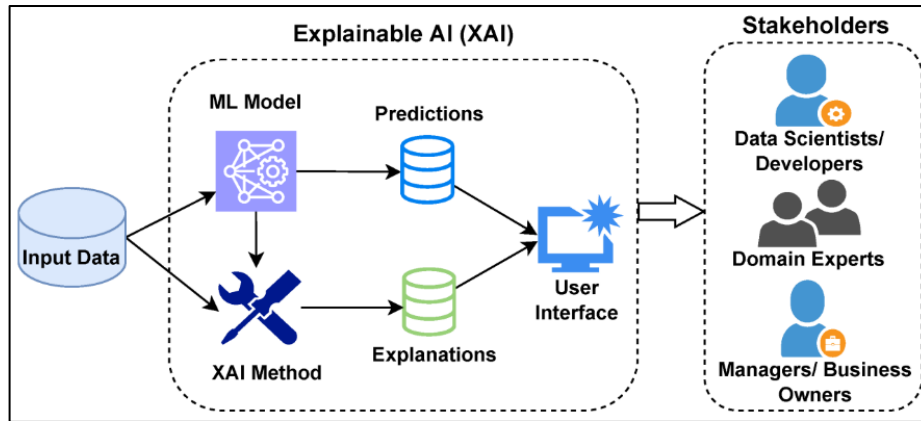 Explainable AI (XAI)
Stakeholders
ML Model
Predictions
Input Data
XAI Method
Explanations
User
Interface
Data Scientists/
Developers
Domain Experts
Managers/ Business
Owners